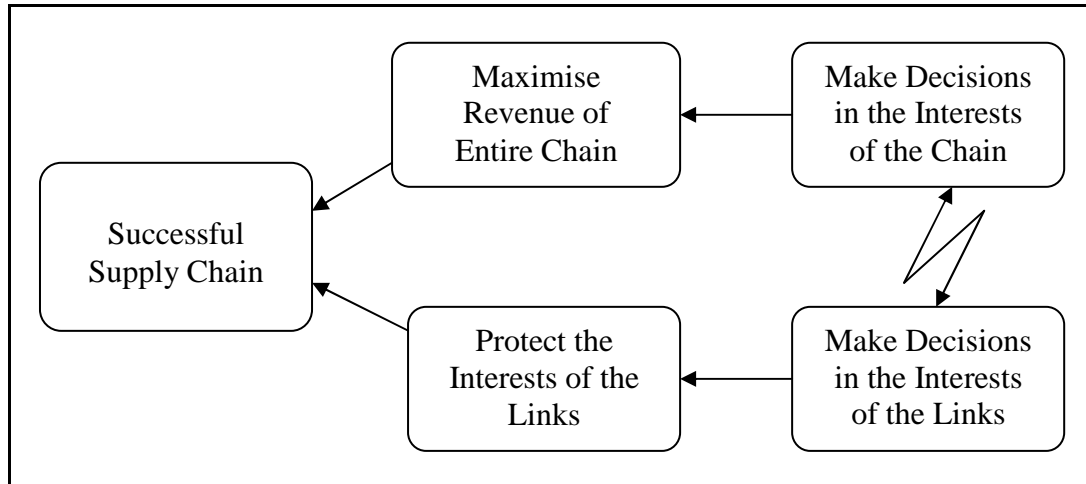 Successful
Supply Chain
Maximise
Revenue of
Entire Chain
Make Decisions
in the Interests
of the Chain
Protect the
Interests of the
Links
Make Decisions
in the Interests
of the Links